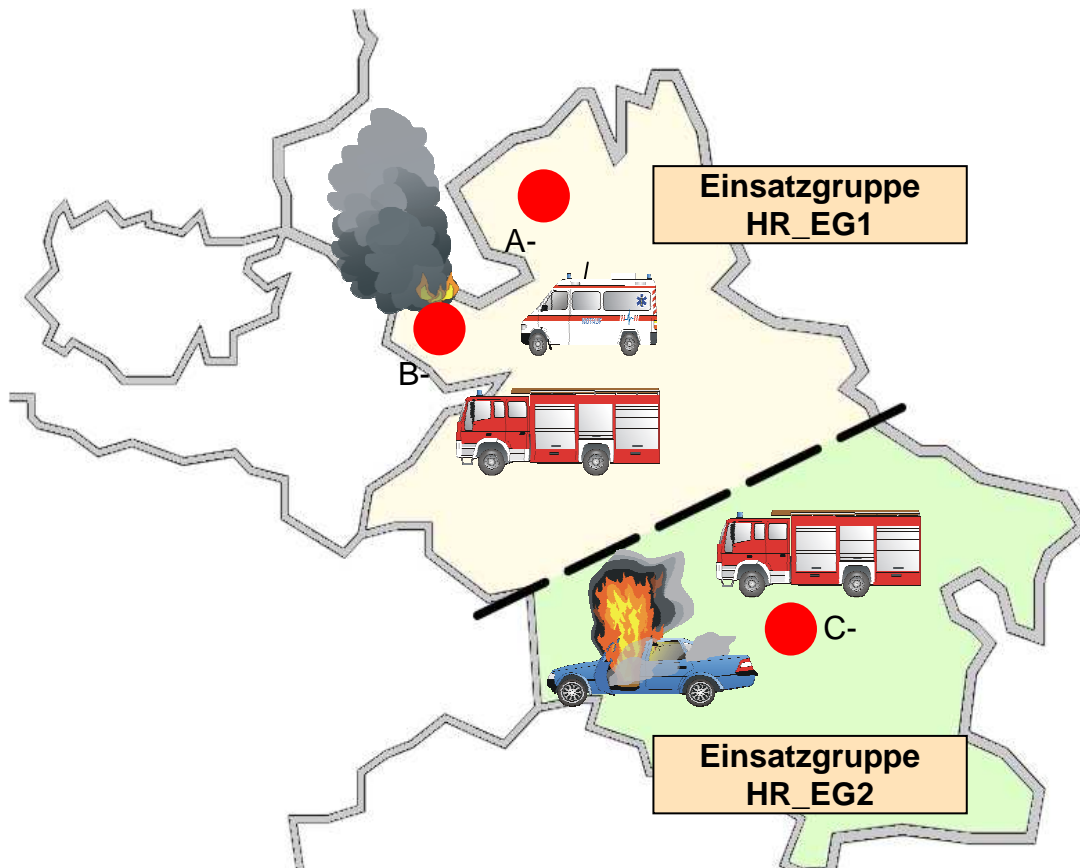 Einsatzgruppe
HR_EG1
A-
B-
C-
Einsatzgruppe
HR_EG2